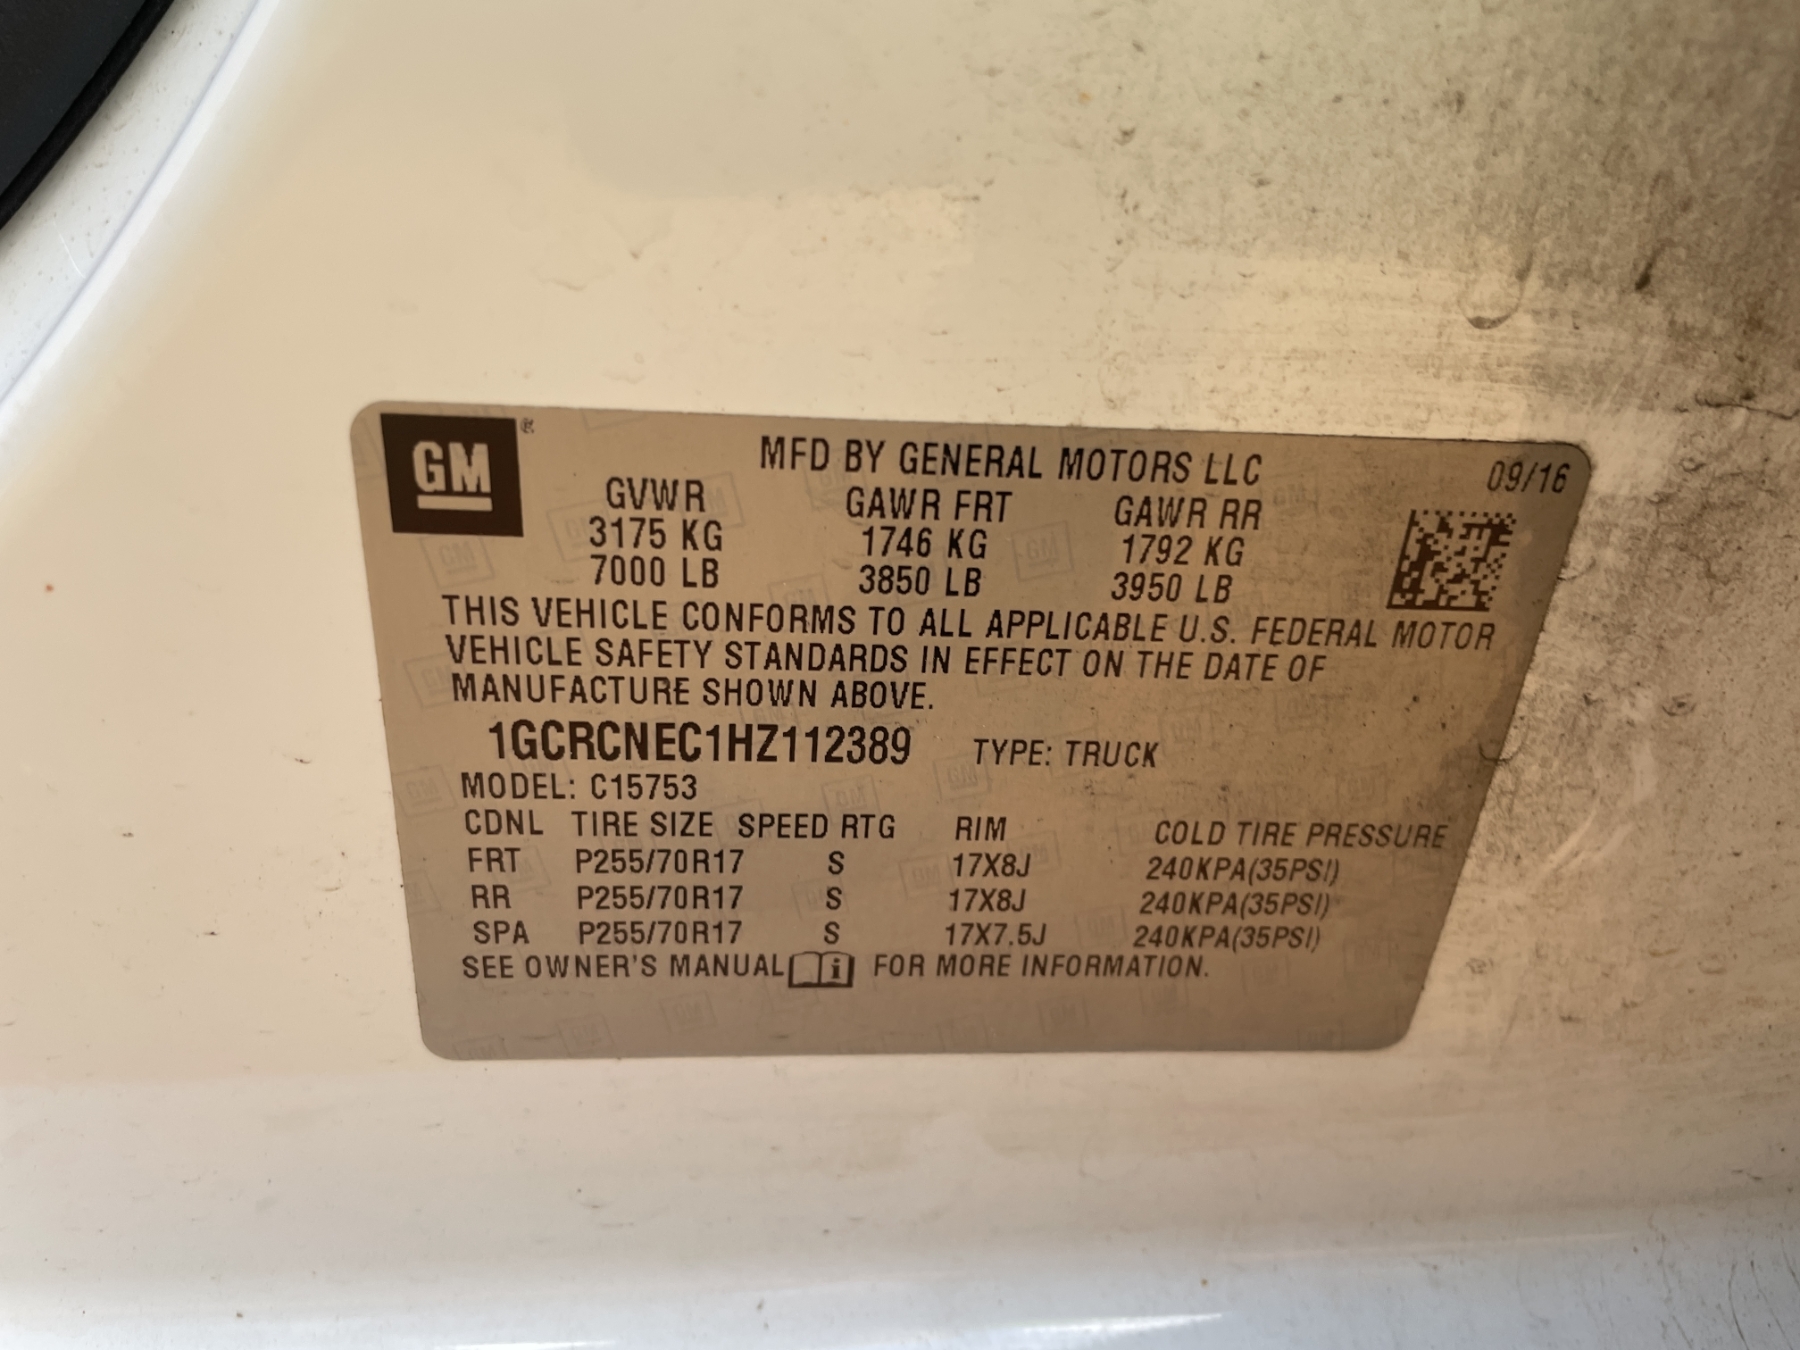 GM
MFD BY GENERAL MOTORS LLC 09/16
GVWR GAWR FRT GAWR RR
3175 KG 1746 KG 1792 KG
7000 LB 3850 LB 3950 LB
THIS VEHICLE CONFORMS TO ALL APPLICABLE U.S. FEDERAL MOTOR
VEHICLE SAFETY STANDARDS IN EFFECT ON THE DATE OF
MANUFACTURE SHOWN ABOVE.
1GCRCNEC1HZ112389 TYPE: TRUCK
MODEL: C15753
CDNL TIRE SIZE SPEED RTG RIM COLD TIRE PRESSURE
FRT P255/70R17 S 17X8J 240KPA(35PSI)
RR P255/70R17 S 17X8J 240KPA(35PSI)
SPA P255/70R17 S 17X7.5J 240KPA(35PSI)
SEE OWNER'S MANUAL i FOR MORE INFORMATION.